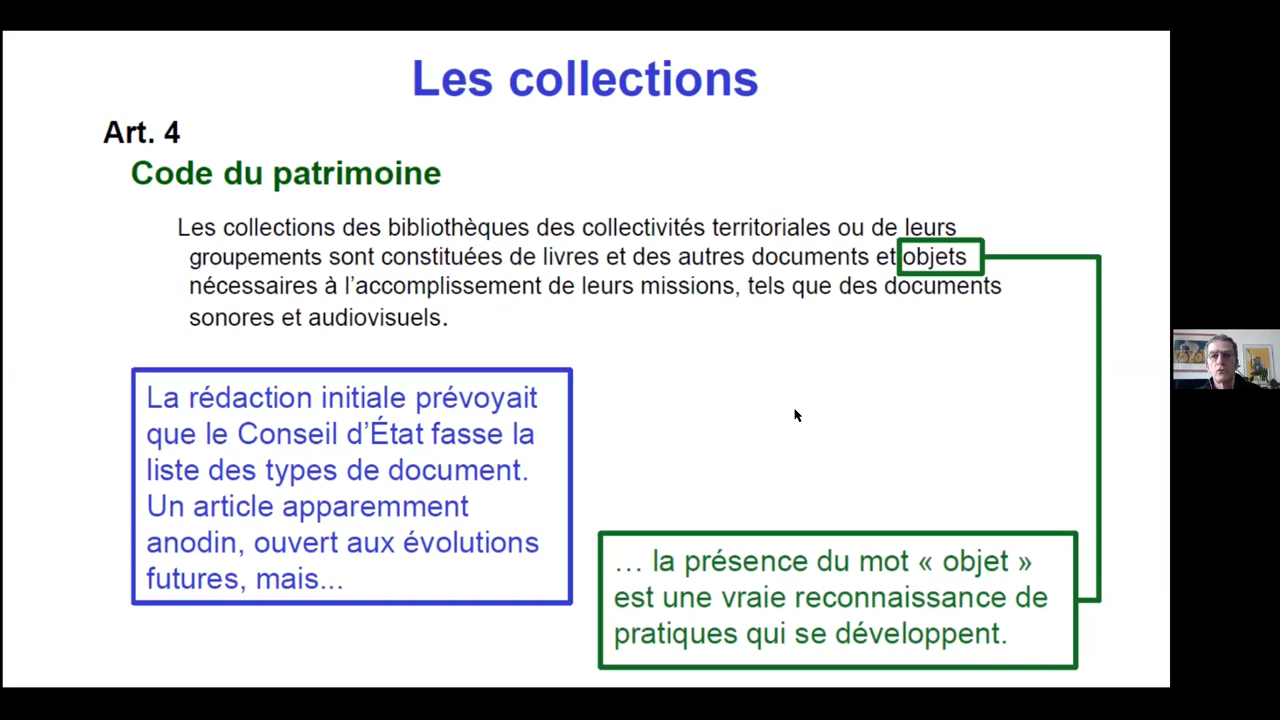 Les collections
Art. 4
Code du patrimoine
Les collections des bibliothèques des collectivités territoriales ou de leurs
groupements sont constituées de livres et des autres documents et objets
nécessaires à l’accomplissement de leurs missions, tels que des documents
sonores et audiovisuels.
La rédaction initiale prévoyait
que le Conseil d’État fasse la
liste des types de document.
Un article apparemment
anodin, ouvert aux évolutions
futures, mais...
… la présence du mot « objet »
est une vraie reconnaissance de
pratiques qui se développent.